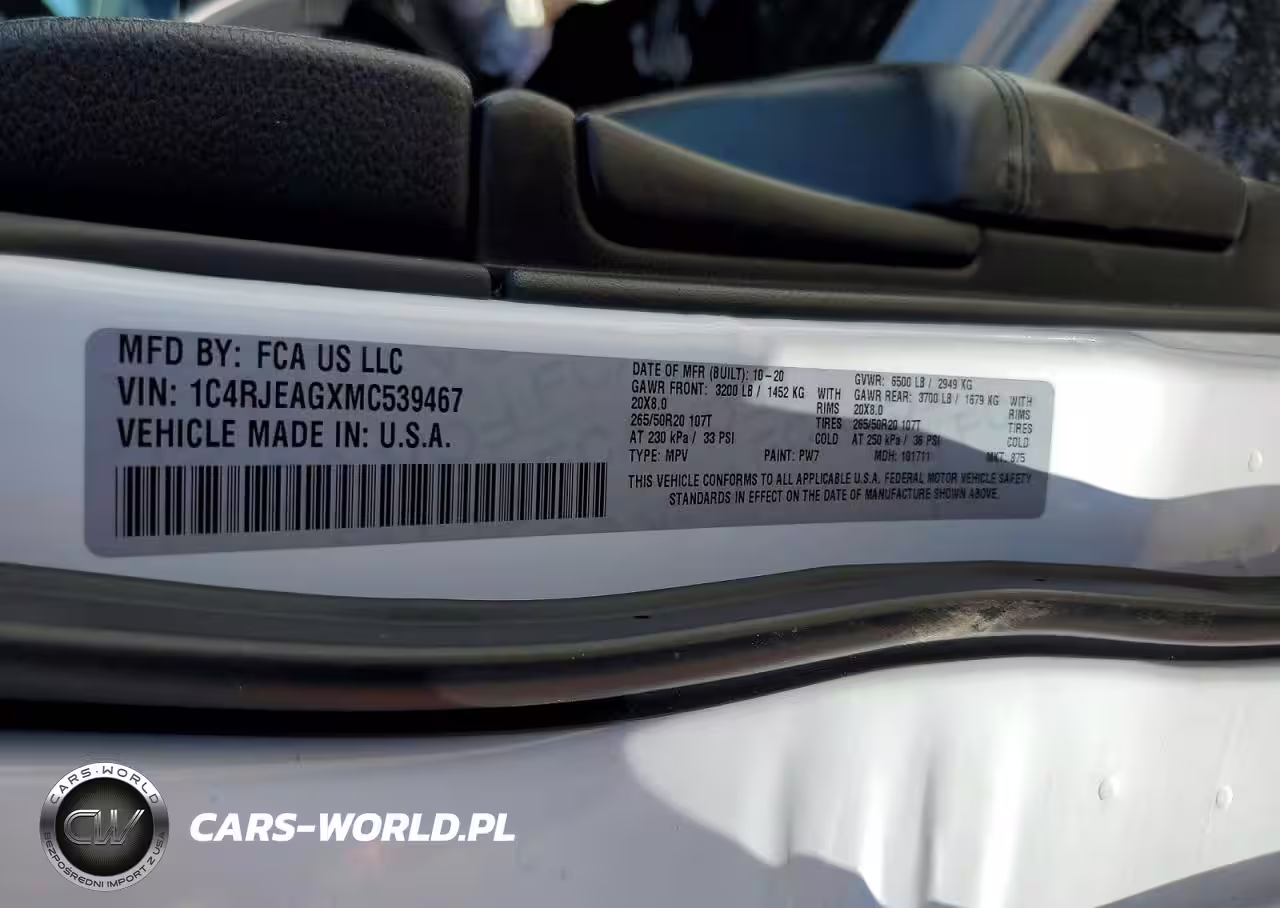 MFD BY: FCA US LLC
VIN: 1C4RJEAGXMC539467
VEHICLE MADE IN: U.S.A.
DATE OF MFR (BUILT): 10-20 GVWR: 6500 LB / 2949 KG
GAWR FRONT: 3200 LB / 1452 KG WITH GAWR REAR: 3700 LB / 1679 KG WITH
20X8.0 RIMS 20X8.0 RIMS
265/50R20 107T TIRES 265/50R20 107T TIRES
AT 230 kPa / 33 PSI COLD AT 250 kPa / 36 PSI COLD
TYPE: MPV PAINT: PW7 MDH: 101711 MKT: 875
THIS VEHICLE CONFORMS TO ALL APPLICABLE U.S.A. FEDERAL MOTOR VEHICLE SAFETY
STANDARDS IN EFFECT ON THE DATE OF MANUFACTURE SHOWN ABOVE.
CARS-WORLD
CW
BEZPOŚREDNI IMPORT Z USA
CARS-WORLD.PL